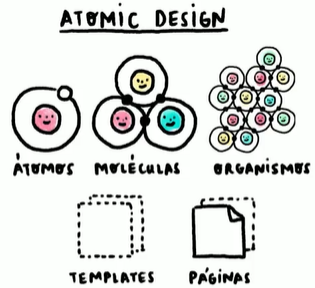 ATOMIC DESIGN
ÁTOMOS
MOLÉCULAS
ORGANISMOS
TEMPLATES
PÁGINAS